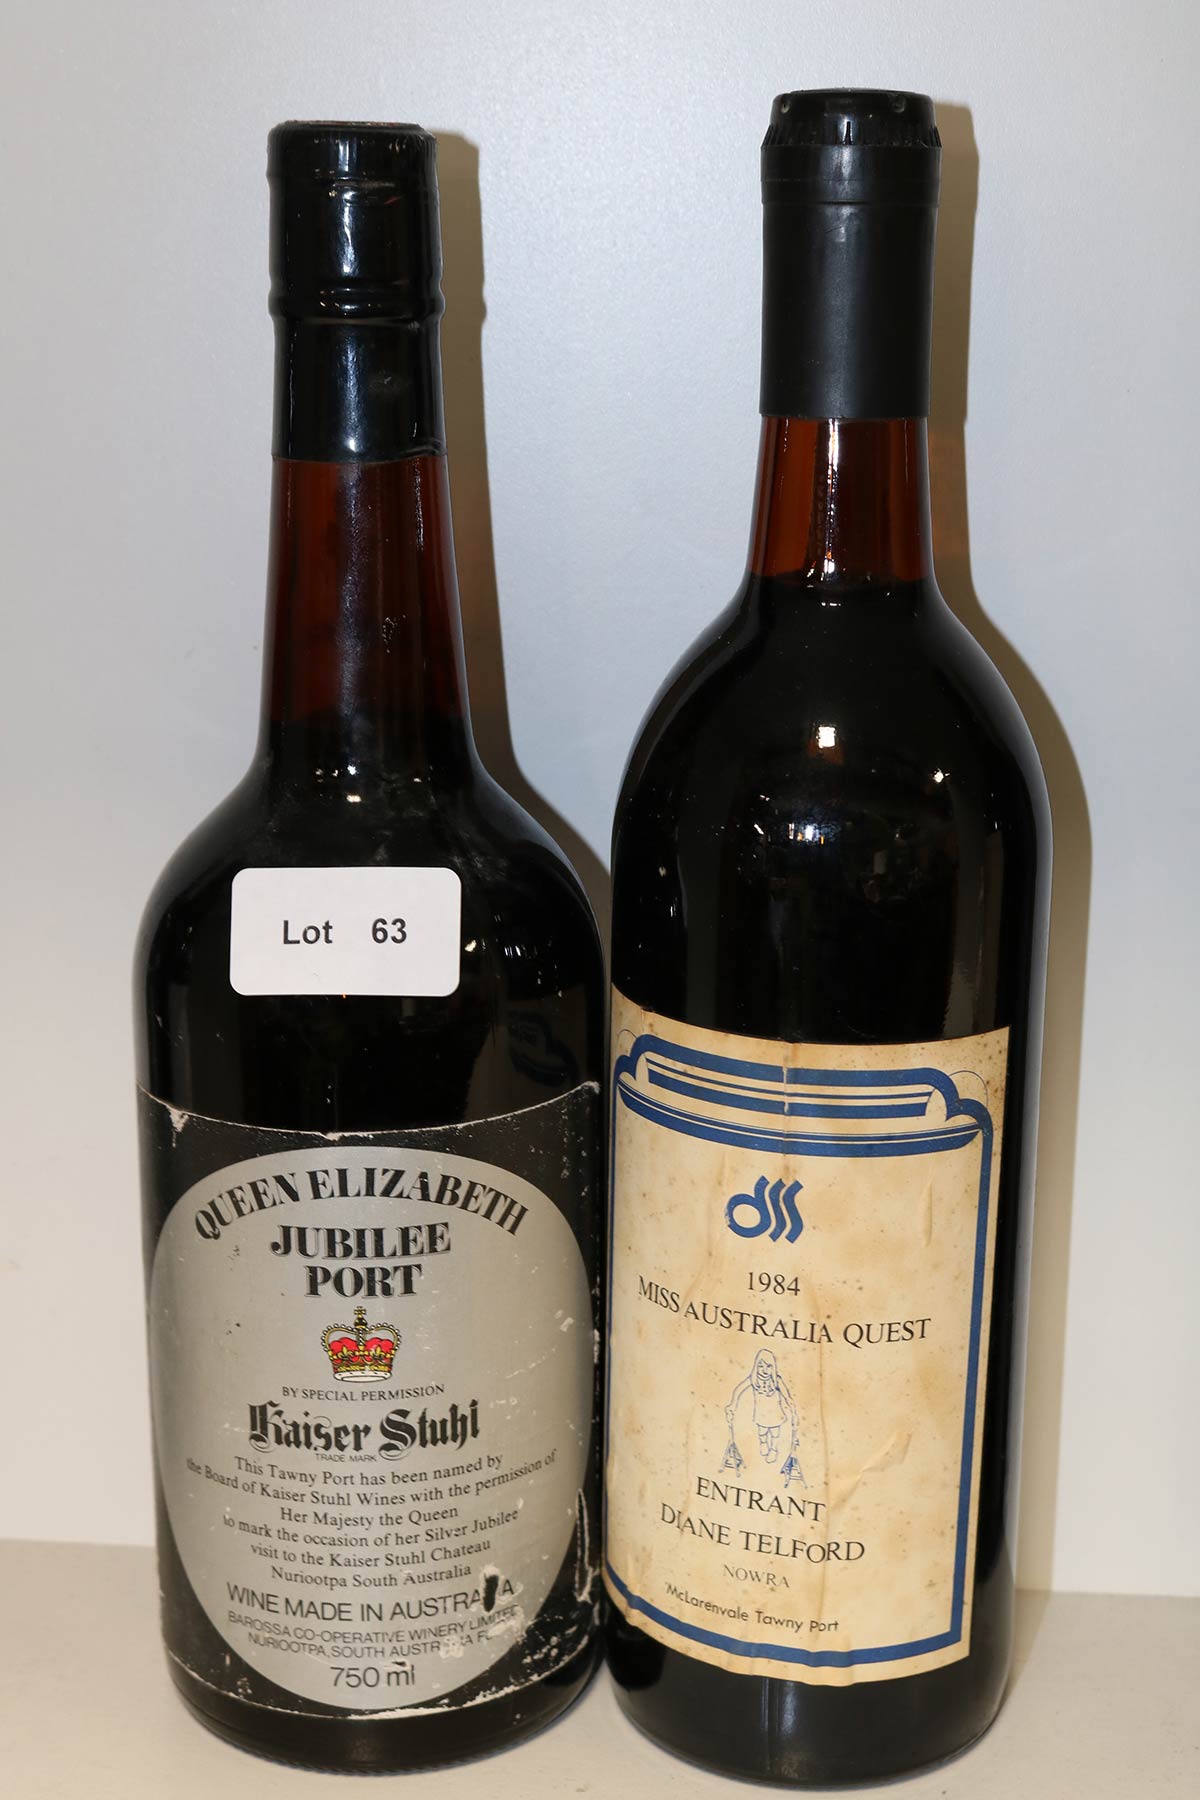 Lot 63
QUEEN ELIZABETH
JUBILEE
PORT
BY SPECIAL PERMISSION
Kaiser Stuhl
TRADE MARK
This Tawny Port has been named by
the Board of Kaiser Stuhl Wines with the permission of
Her Majesty the Queen
to mark the occasion of her Silver Jubilee
visit to the Kaiser Stuhl Chateau
Nuriootpa South Australia
WINE MADE IN AUSTRALIA
BAROSSA CO-OPERATIVE WINERY LIMITED
NURIOOTPA, SOUTH AUSTRALIA
750 ml
dss
1984
MISS AUSTRALIA QUEST
ENTRANT
DIANE TELFORD
NOWRA
McLarenvale Tawny Port